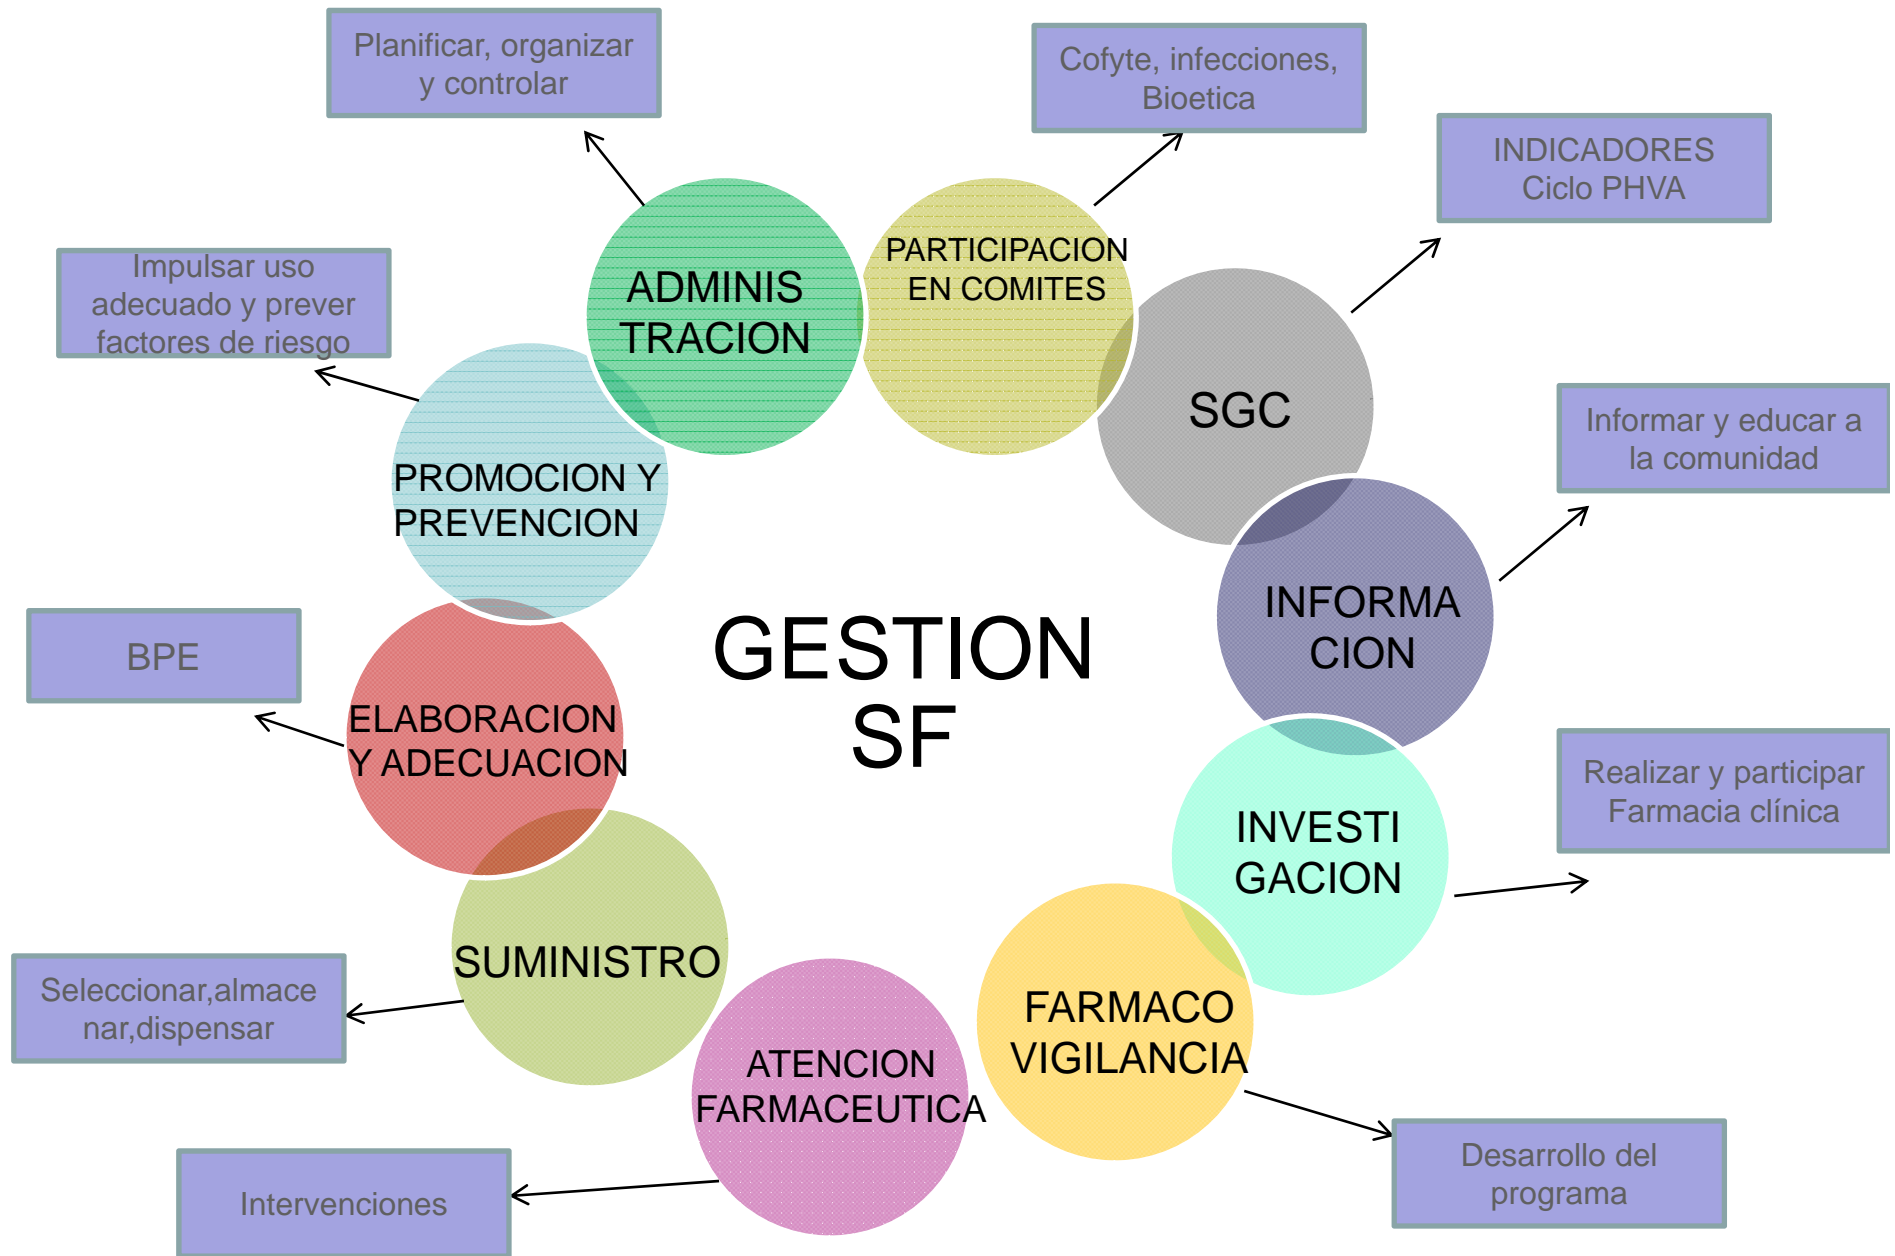 Planificar, organizar
y controlar
Cofyte, infecciones,
Bioetica
INDICADORES
Ciclo PHVA
Impulsar uso
adecuado y prever
factores de riesgo
ADMINIS
TRACION
PARTICIPACION
EN COMITES
SGC
Informar y educar a
la comunidad
PROMOCION Y
PREVENCION
INFORMA
CION
GESTION
SF
BPE
ELABORACION
Y ADECUACION
Realizar y participar
Farmacia clínica
INVESTI
GACION
SUMINISTRO
Seleccionar,almace
nar,dispensar
FARMACO
VIGILANCIA
ATENCION
FARMACEUTICA
Intervenciones
Desarrollo del
programa